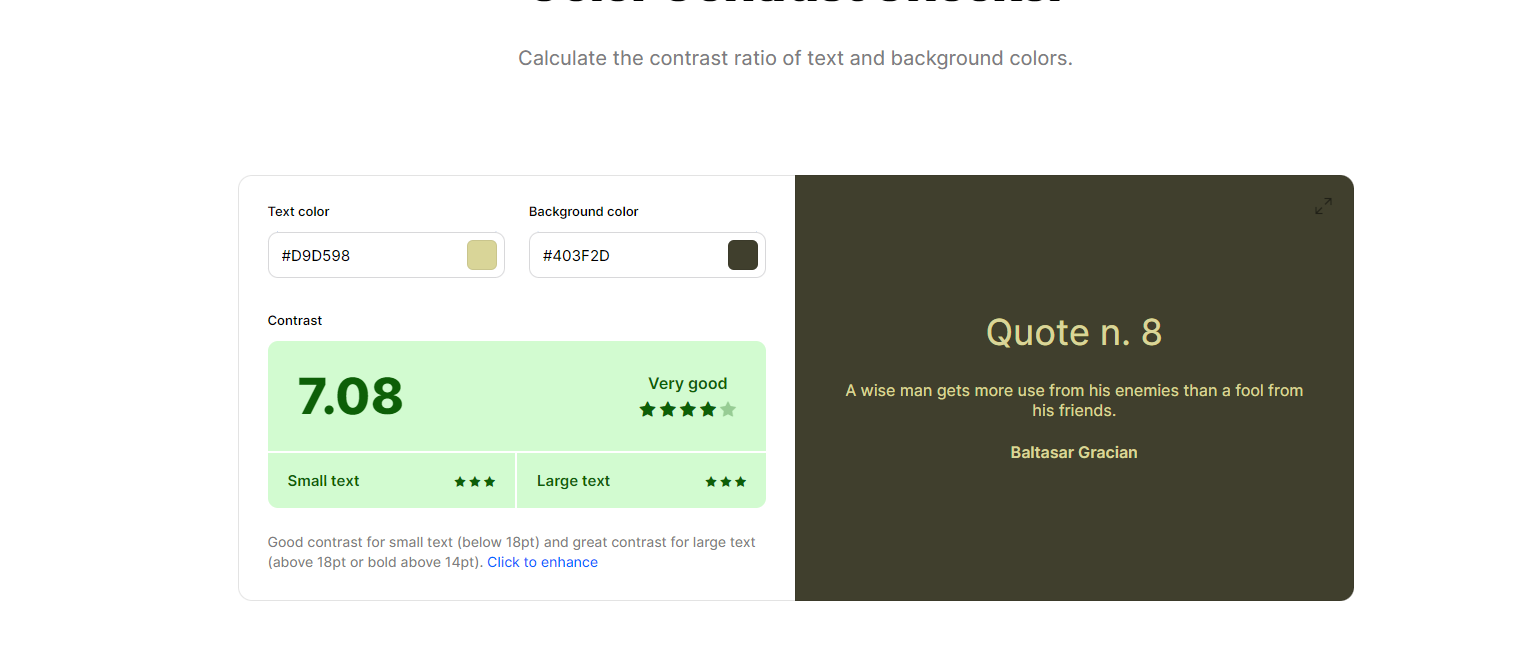 Color Contrast Checker
Calculate the contrast ratio of text and background colors.
Text color
Background color
#D9D598
#403F2D
Contrast
7.08
Very good
Small text
Large text
Good contrast for small text (below 18pt) and great contrast for large text
(above 18pt or bold above 14pt). Click to enhance
Quote n. 8
A wise man gets more use from his enemies than a fool from
his friends.
Baltasar Gracian